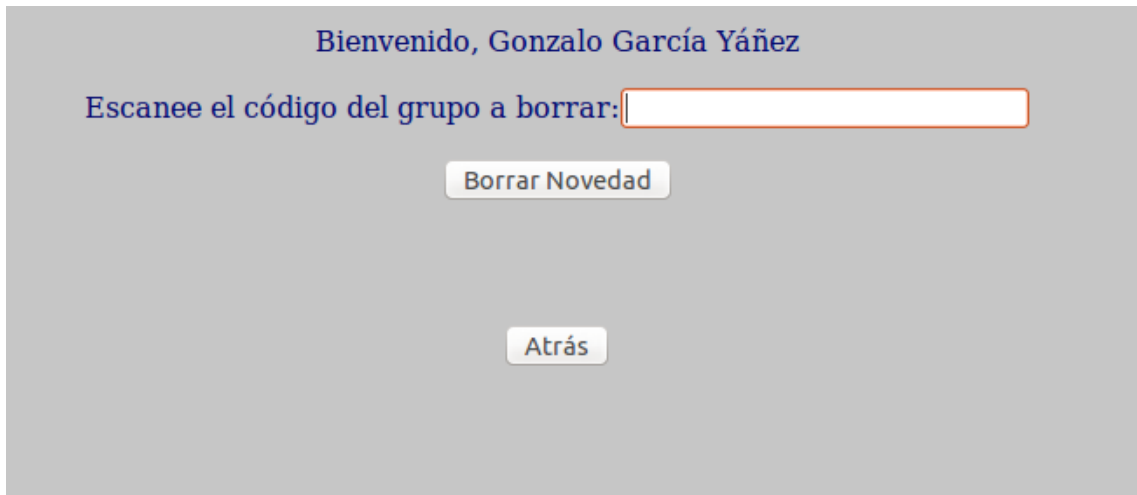 Bienvenido, Gonzalo García Yáñez
Escanee el código del grupo a borrar:
Borrar Novedad
Atrás